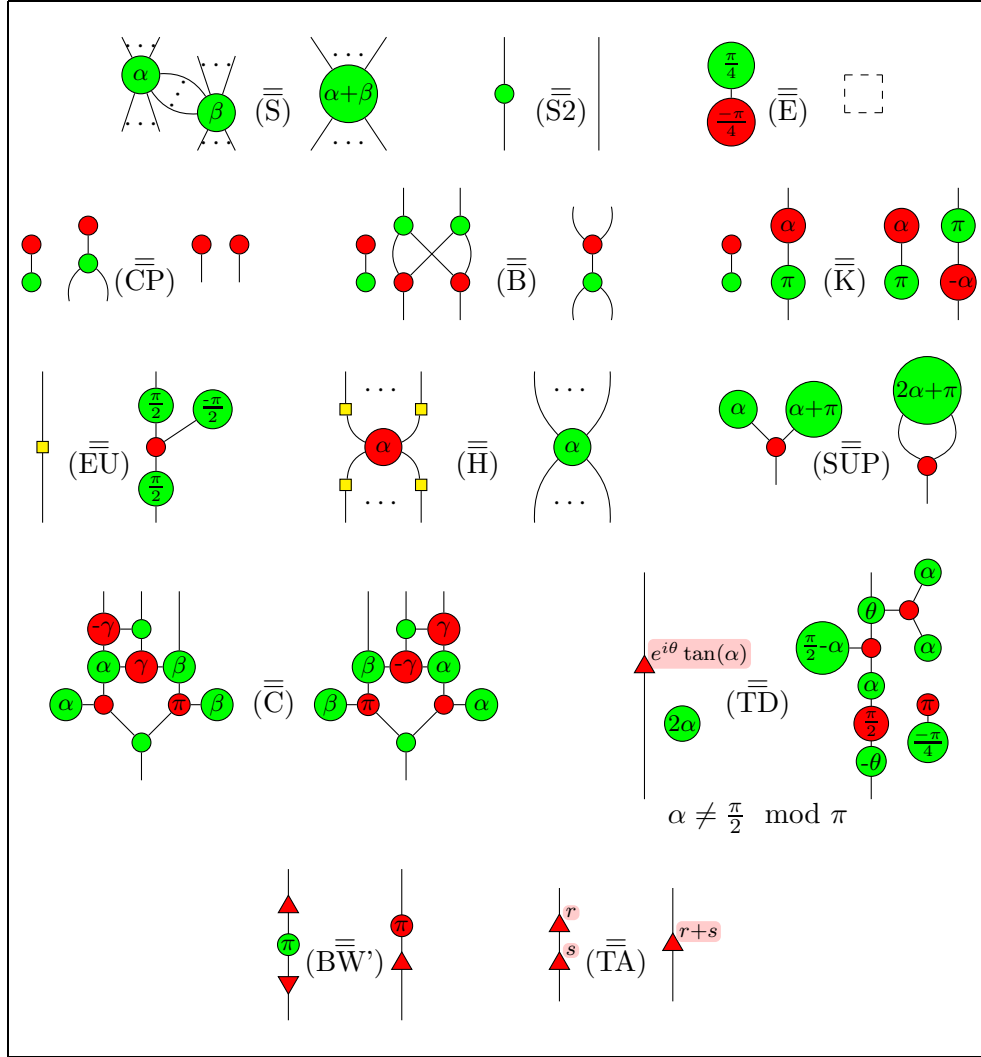 α β ... (S) α+β (S2) π/4 -π/4 (E)
(CP) (B) α π (K) α π π -α
(EU) π/2 -π/2 π/2 α (H) α α α+π (SUP) 2α+π
-γ α γ β α π β (C) γ β -γ α β π α e^{iθ} tan(α) 2α (TD) θ α α π/2-α α π/2 π -π/4 -θ
α ≠ π/2 mod π
π (BW') π r s (TA) r+s